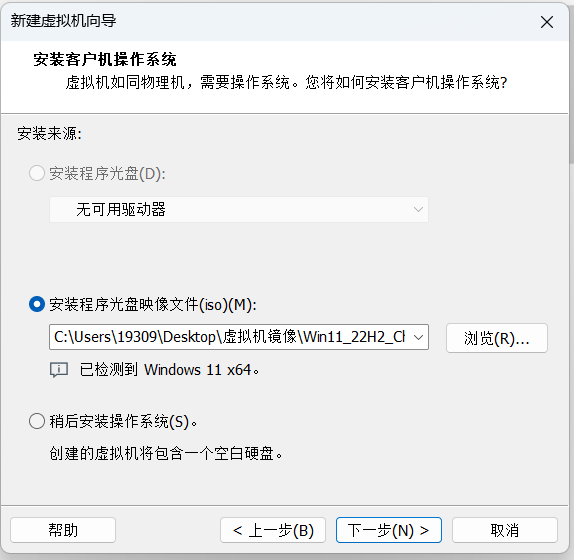 新建虚拟机向导
安装客户机操作系统
虚拟机如同物理机，需要操作系统。您将如何安装客户机操作系统?
安装来源:
安装程序光盘(D):
无可用驱动器
安装程序光盘映像文件(iso)(M):
C:\Users\19309\Desktop\虚拟机镜像\Win11_22H2_Ch
浏览(R)...
已检测到 Windows 11 x64。
稍后安装操作系统(S)。
创建的虚拟机将包含一个空白硬盘。
帮助
< 上一步(B)
下一步(N) >
取消